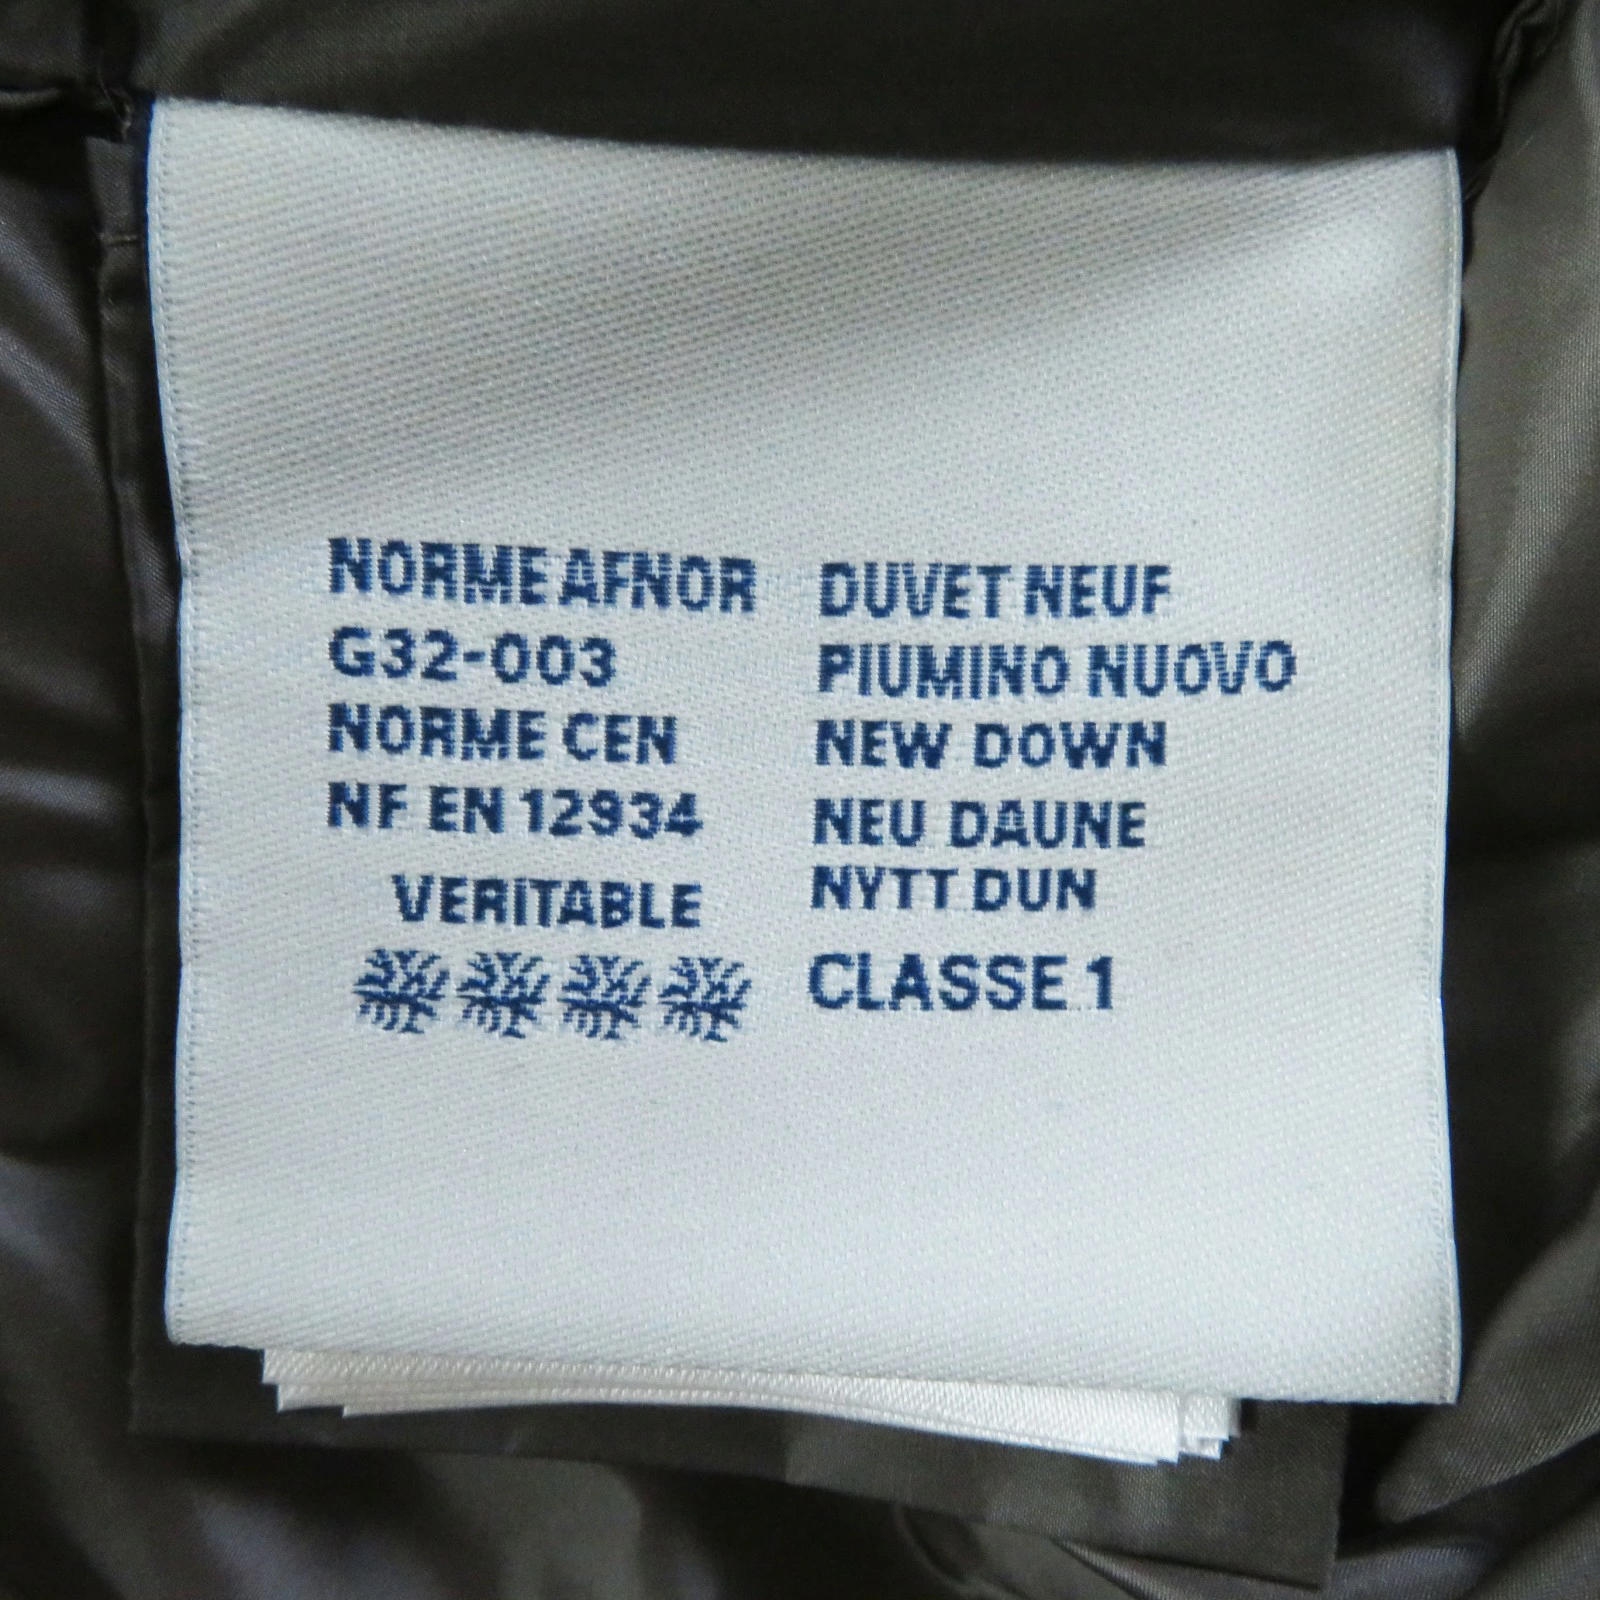 NORME AFNOR
G32-003
NORME CEN
NF EN 12934
VERITABLE
DUVET NEUF
PIUMINO NUOVO
NEW DOWN
NEU DAUNE
NYTT DUN
CLASSE 1